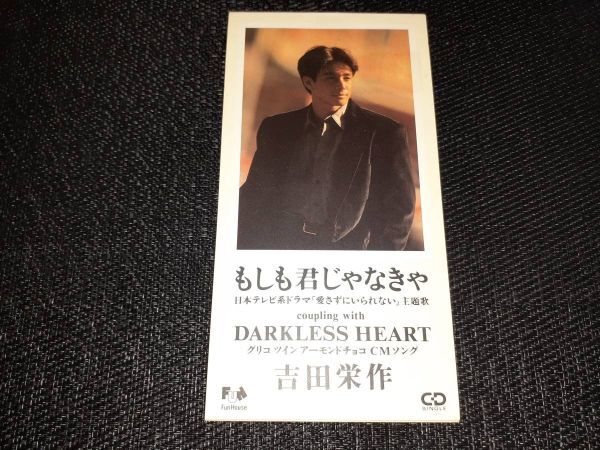 もしも君じゃなきゃ
日本テレビ系ドラマ「愛さずにいられない」主題歌
coupling with
DARKLESS HEART
グリコ ツインアーモンドチョコ CMソング
吉田栄作
FUN
FunHouse
CD
SINGLE